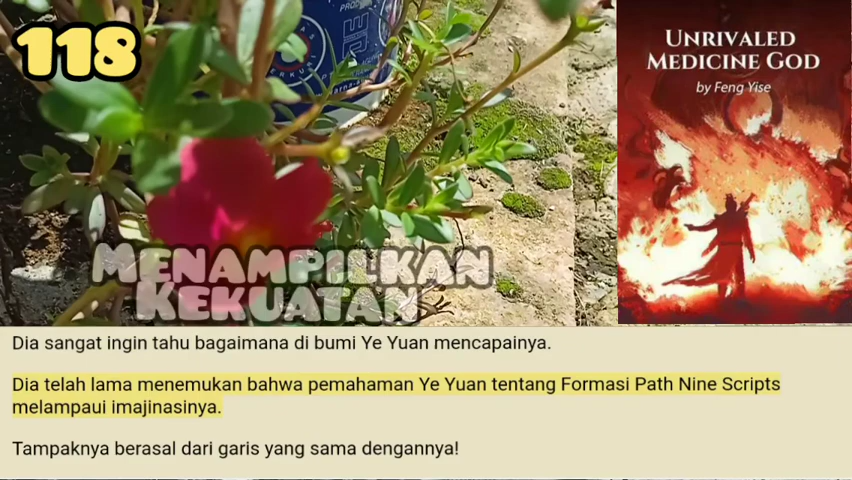 118
UNRIVALED
MEDICINE GOD
by Feng Yise
MENAMPILKAN
KEKUATAN
Dia sangat ingin tahu bagaimana di bumi Ye Yuan mencapainya.
Dia telah lama menemukan bahwa pemahaman Ye Yuan tentang Formasi Path Nine Scripts
melampaui imajinasinya.
Tampaknya berasal dari garis yang sama dengannya!